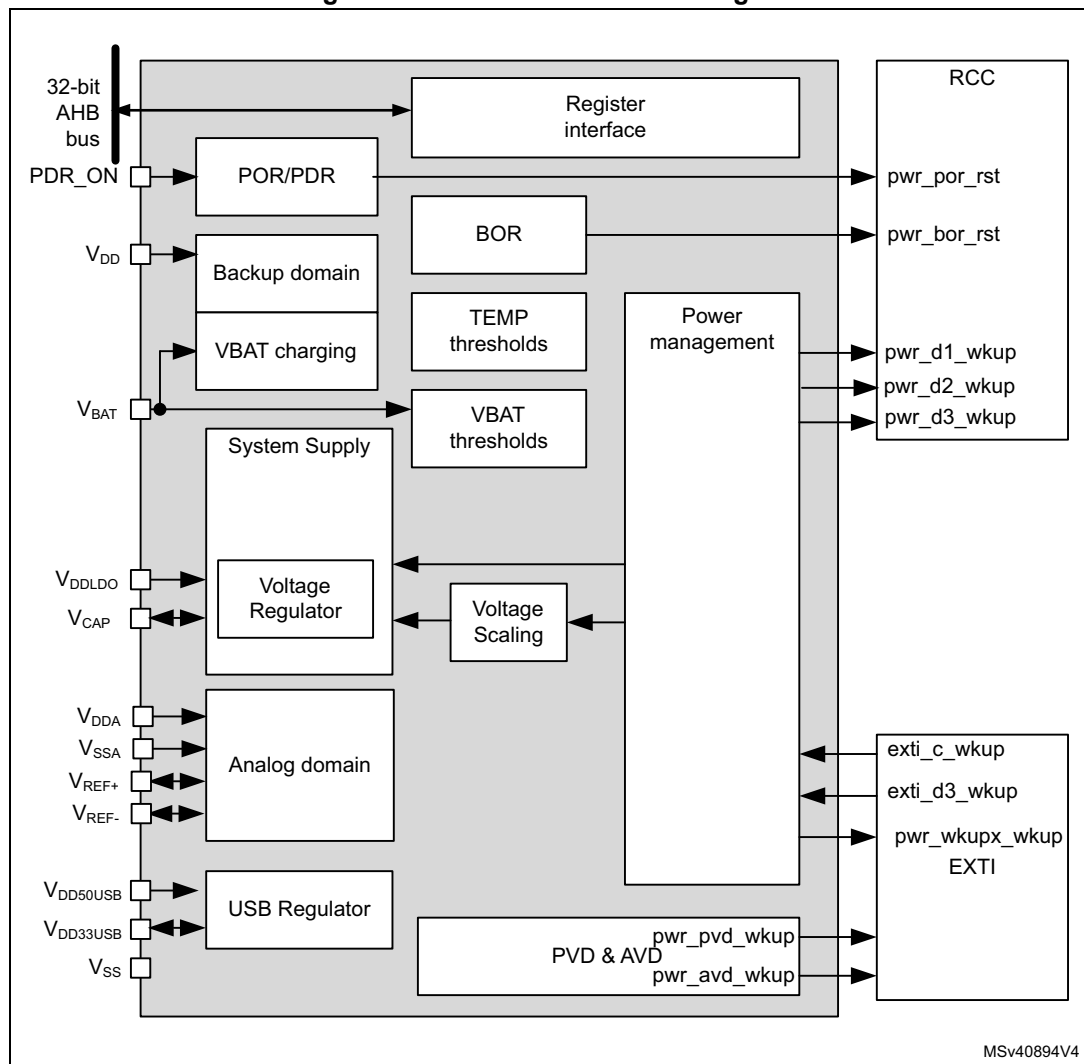 32-bit
AHB
bus
Register
interface
RCC
PDR_ON
POR/PDR
pwr_por_rst
BOR
pwr_bor_rst
VDD
Backup domain
TEMP
thresholds
Power
management
VBAT charging
pwr_d1_wkup
pwr_d2_wkup
pwr_d3_wkup
VBAT
VBAT
thresholds
System Supply
VDDLDO
VCAP
Voltage
Regulator
Voltage
Scaling
VDDA
VSSA
VREF+
VREF-
Analog domain
exti_c_wkup
exti_d3_wkup
pwr_wkupx_wkup
EXTI
VDD50USB
VDD33USB
VSS
USB Regulator
PVD & AVD
pwr_pvd_wkup
pwr_avd_wkup
MSv40894V4